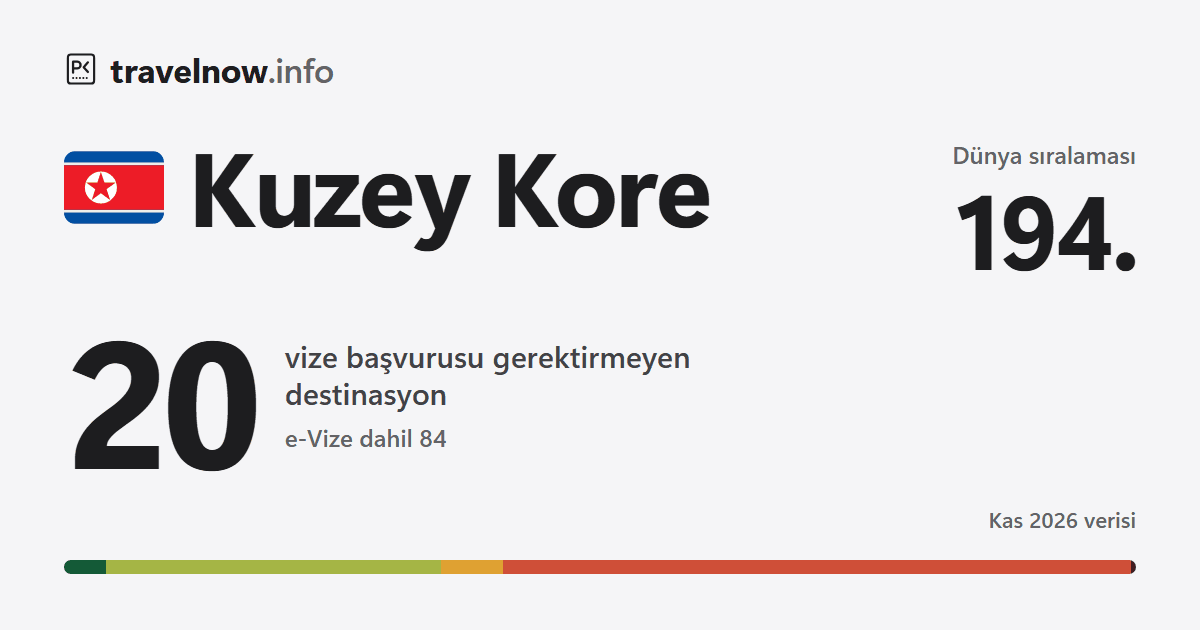 travelnow.info
Kuzey Kore
Dünya sıralaması
194.
20
vize başvurusu gerektirmeyen
destinasyon
e-Vize dahil 84
Kas 2026 verisi